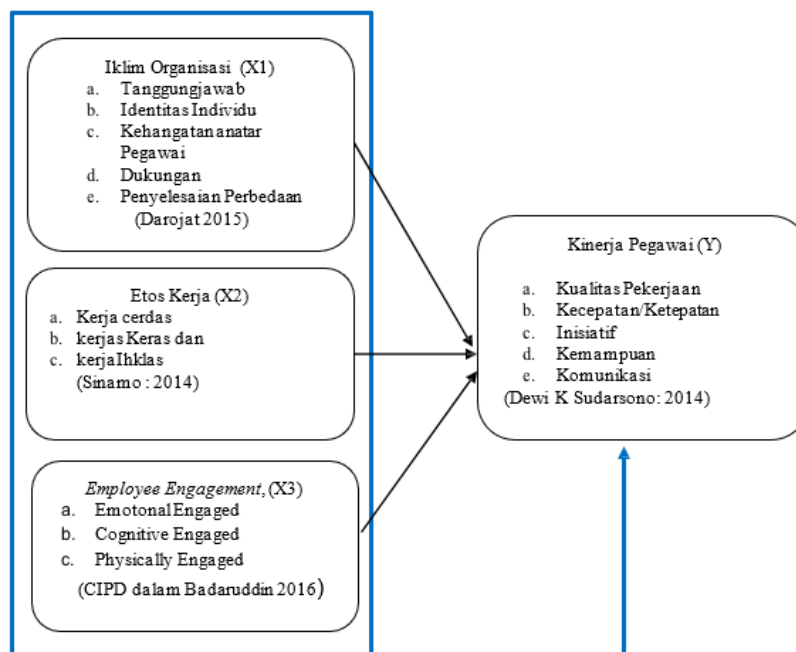 Iklim Organisasi (X1)
a. Tanggungjawab
b. Identitas Individu
c. Kehangatan anatar
Pegawai
d. Dukungan
e. Penyelesaian Perbedaan
(Darojat 2015)
Etos Kerja (X2)
a. Kerja cerdas
b. kerjas Keras dan
c. kerja Ihklas
(Sinamo : 2014)
Employee Engagement, (X3)
a. Emotonal Engaged
b. Cognitive Engaged
c. Physically Engaged
(CIPD dalam Badaruddin 2016)
Kinerja Pegawai (Y)
a. Kualitas Pekerjaan
b. Kecepatan/Ketepatan
c. Inisiatif
d. Kemampuan
e. Komunikasi
(Dewi K Sudarsono: 2014)